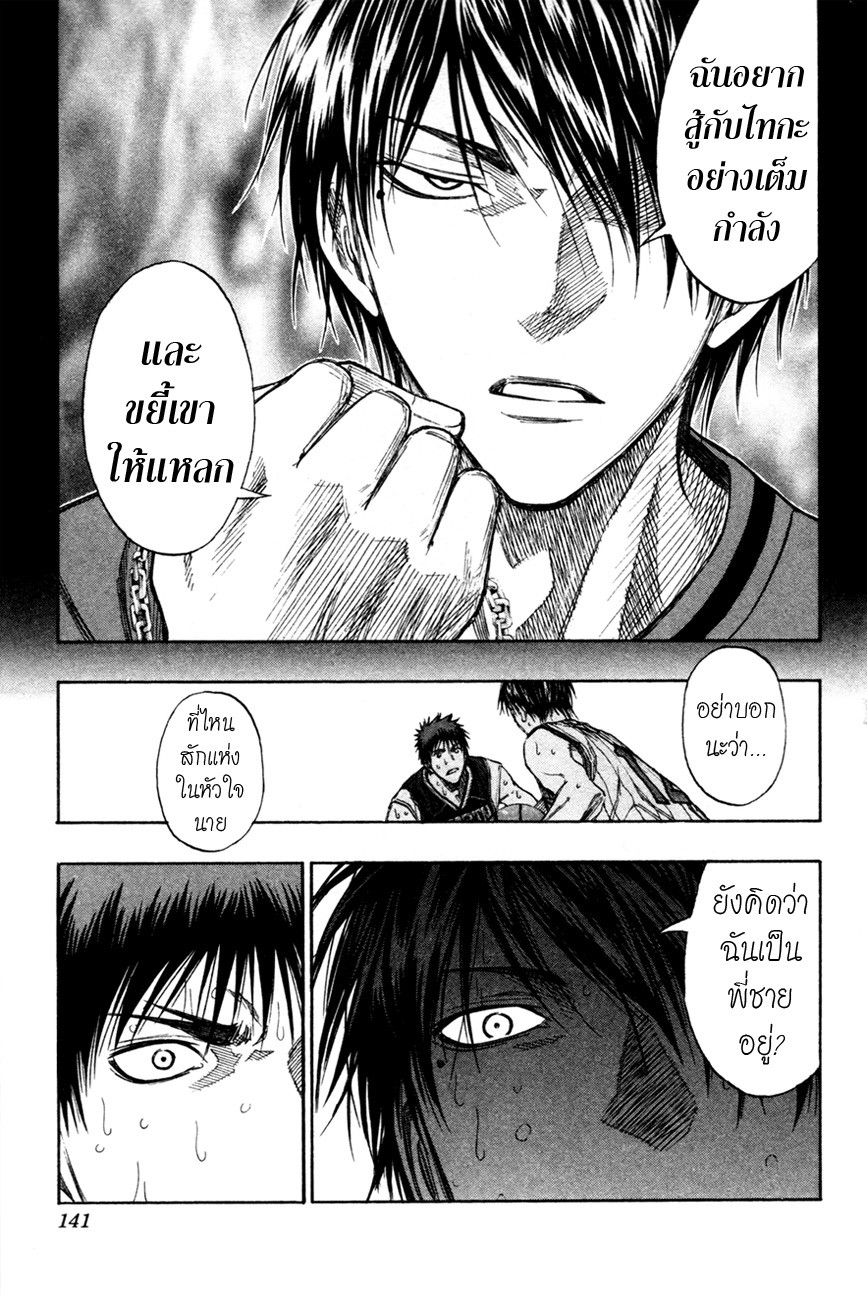 ฉันอยาก
สู้กับไทกะ
อย่างเต็ม
กำลัง
และ
ขยี้เขา
ให้แหลก
อย่าบอก
นะว่า...
ที่ไหน
สักแห่ง
ในหัวใจ
นาย
ยังคิดว่า
ฉันเป็น
พี่ชาย
อยู่?
141